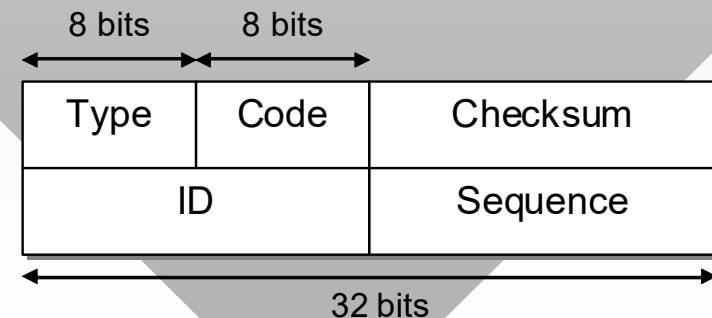 8 bits 8 bits
Type Code Checksum
ID Sequence
32 bits